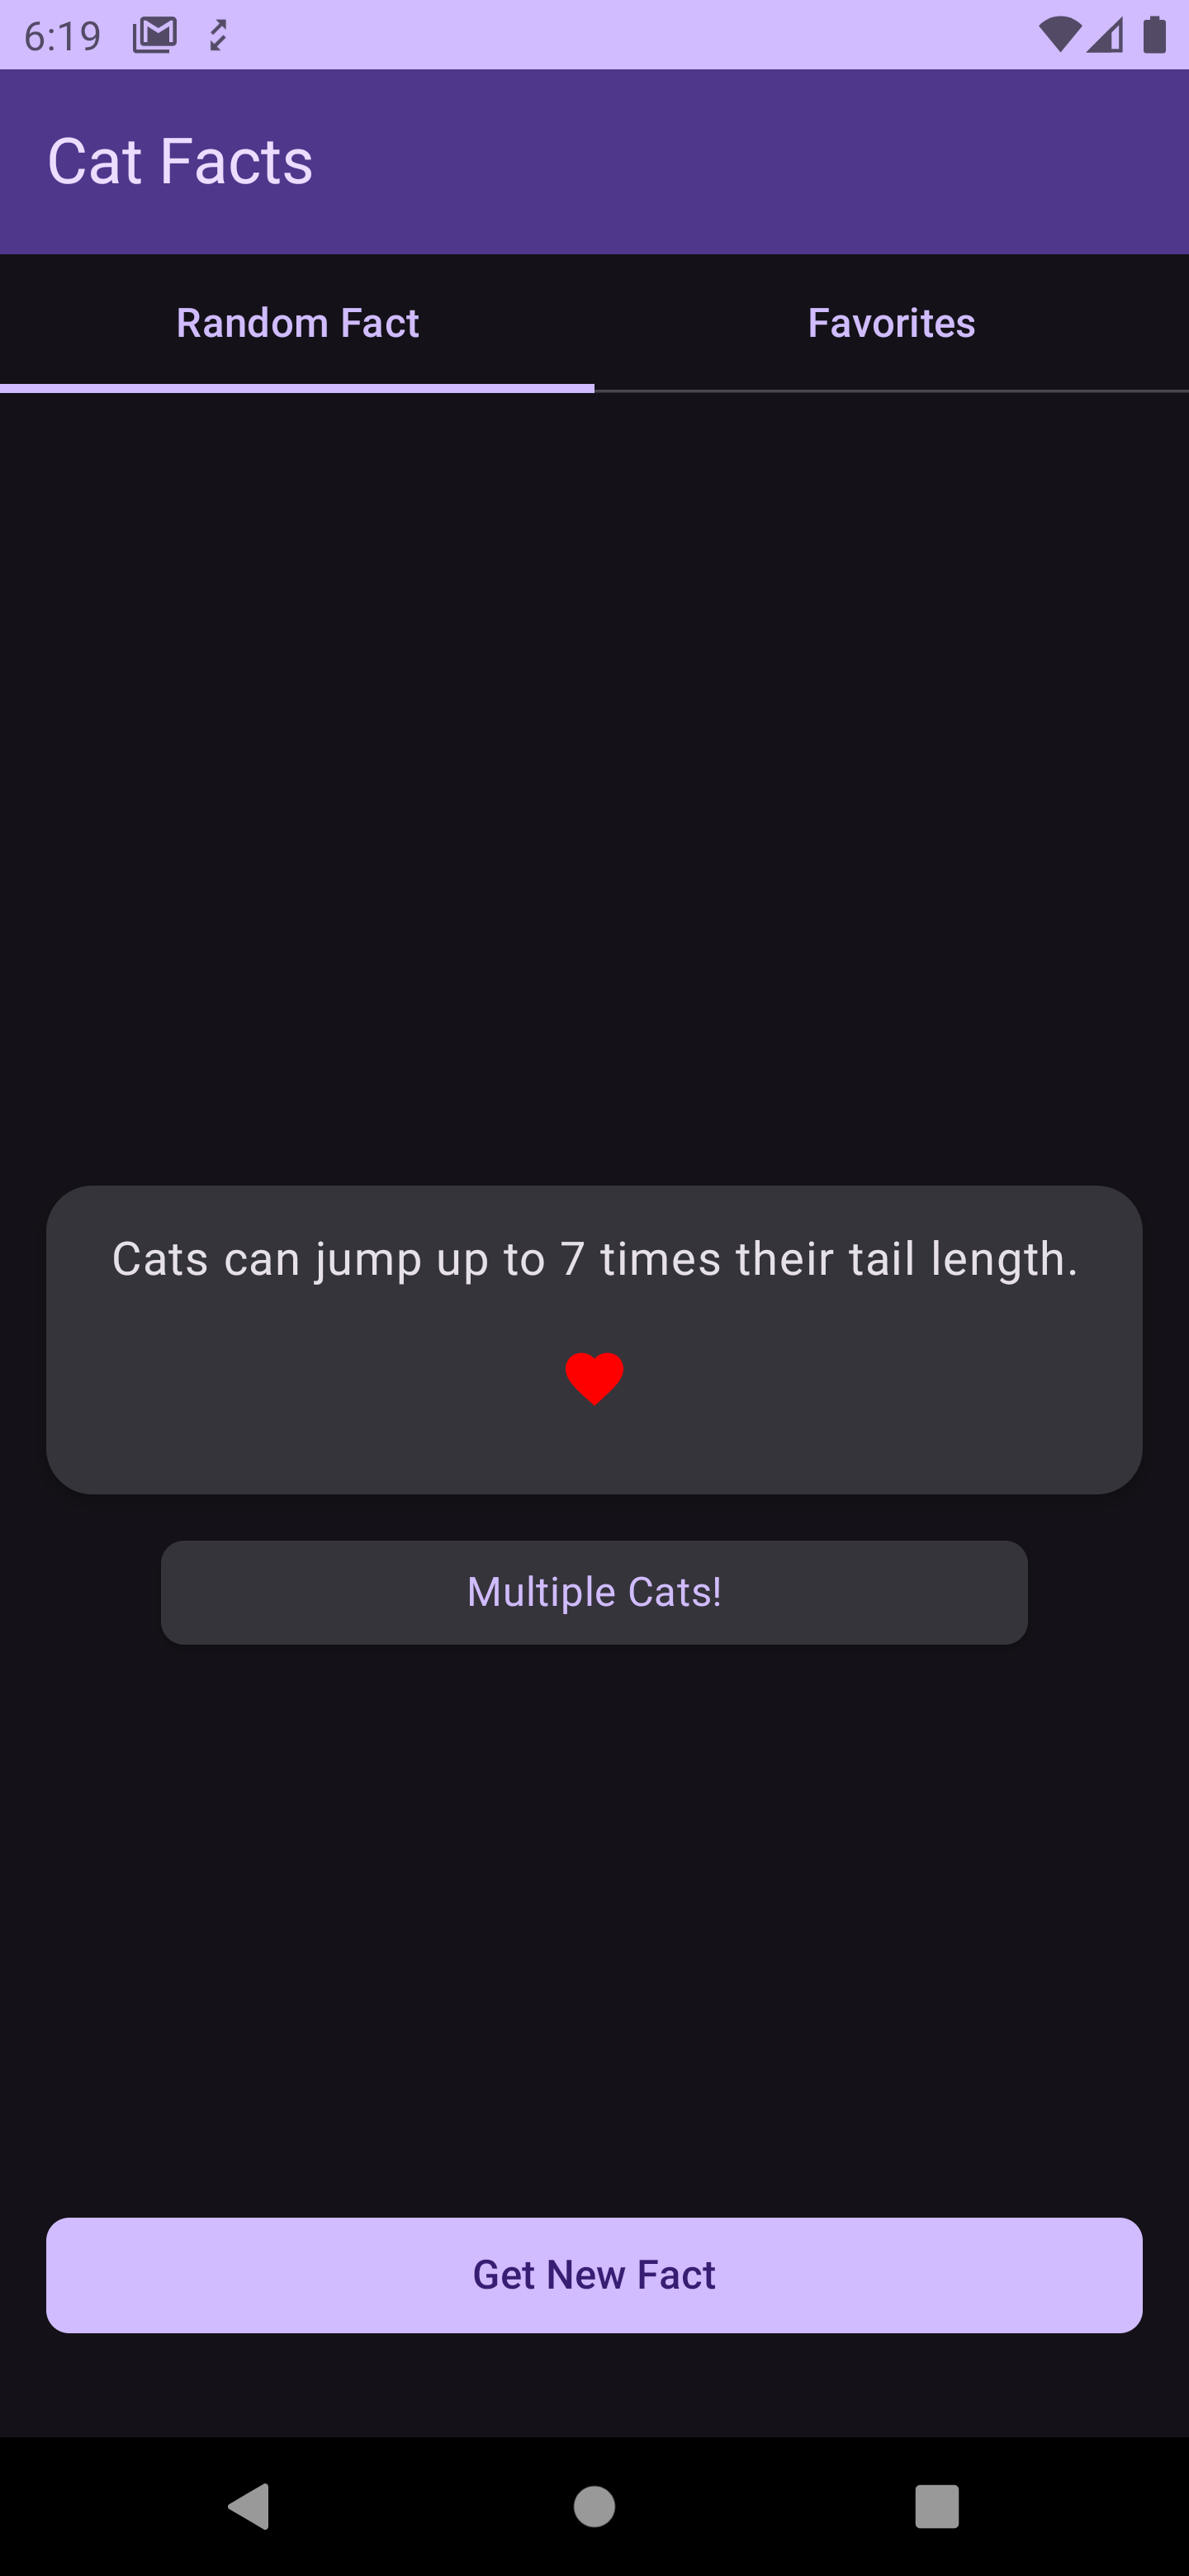 6:19
Cat Facts
Random Fact
Favorites
Cats can jump up to 7 times their tail length.
Multiple Cats!
Get New Fact